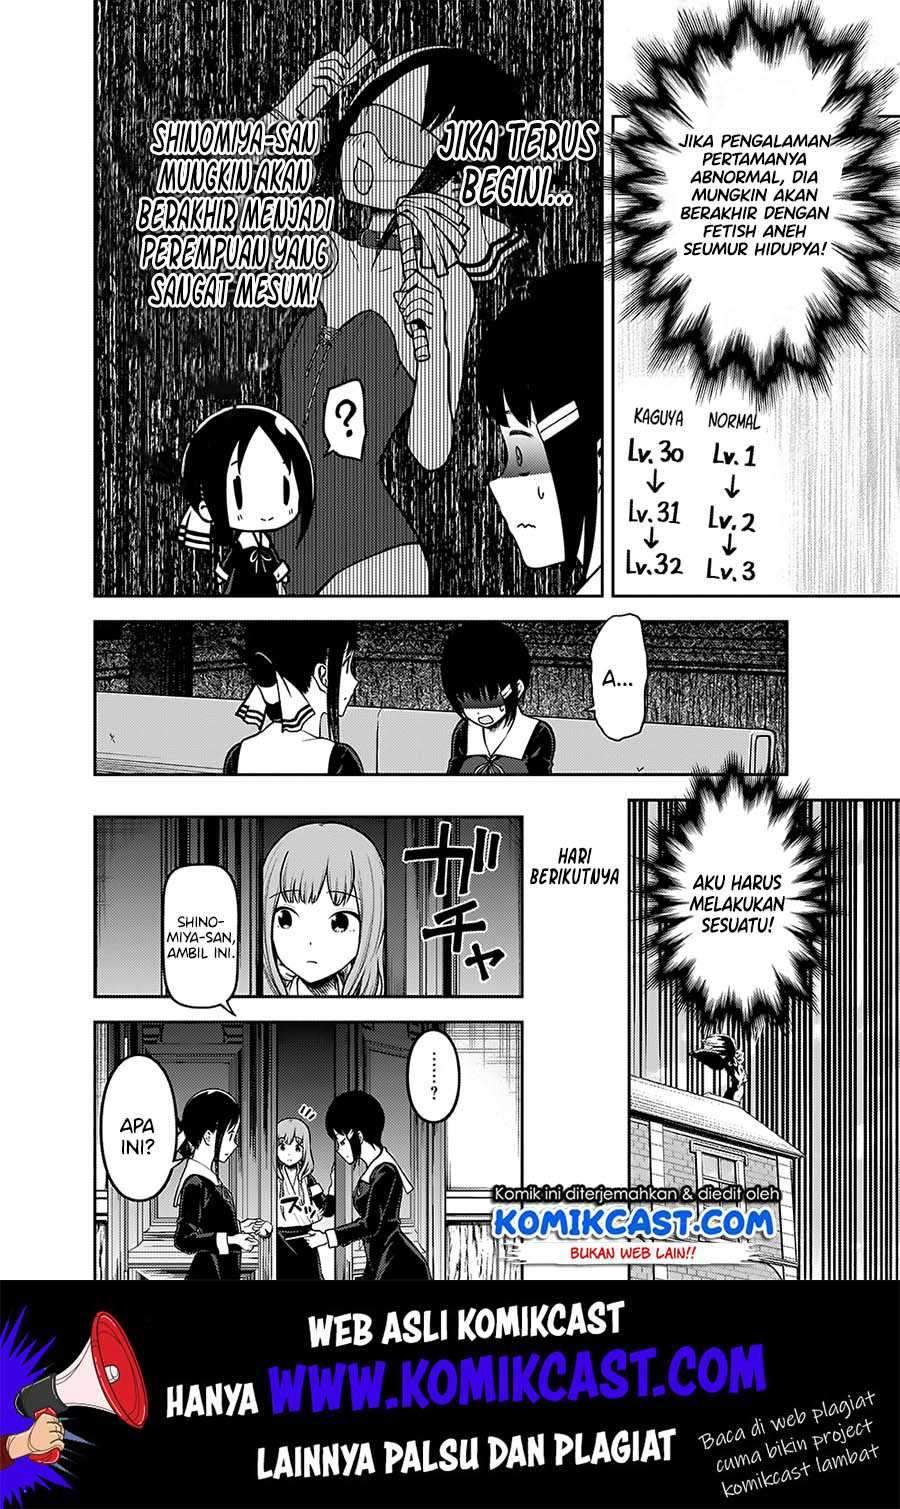 JIKA PENGALAMAN
PERTAMANYA
ABNORMAL, DIA
MUNGKIN AKAN
BERAKHIR DENGAN
FETISH ANEH
SEUMUR HIDUPYA!
KAGUYA NORMAL
Lv.30 Lv.1
↓ ↓
Lv.31 Lv.2
↓ ↓
Lv.32 Lv.3
JIKA TERUS
BEGINI...
SHINOMIYA-SAN
MUNGKIN AKAN
BERAKHIR MENJADI
PEREMPUAN YANG
SANGAT MESUM!
?
A...
AKU HARUS
MELAKUKAN
SESUATU!
HARI
BERIKUTNYA
ガチャ
SHINO-
MIYA-SAN,
AMBIL INI.
......?
APA
INI?
Komik ini diterjemahkan & diedit oleh
KOMIKCAST.COM
BUKAN WEB LAIN!!
WEB ASLI KOMIKCAST
HANYA WWW.KOMIKCAST.COM
LAINNYA PALSU DAN PLAGIAT
Baca di web plagiat
cuma bikin project
komikcast lambat